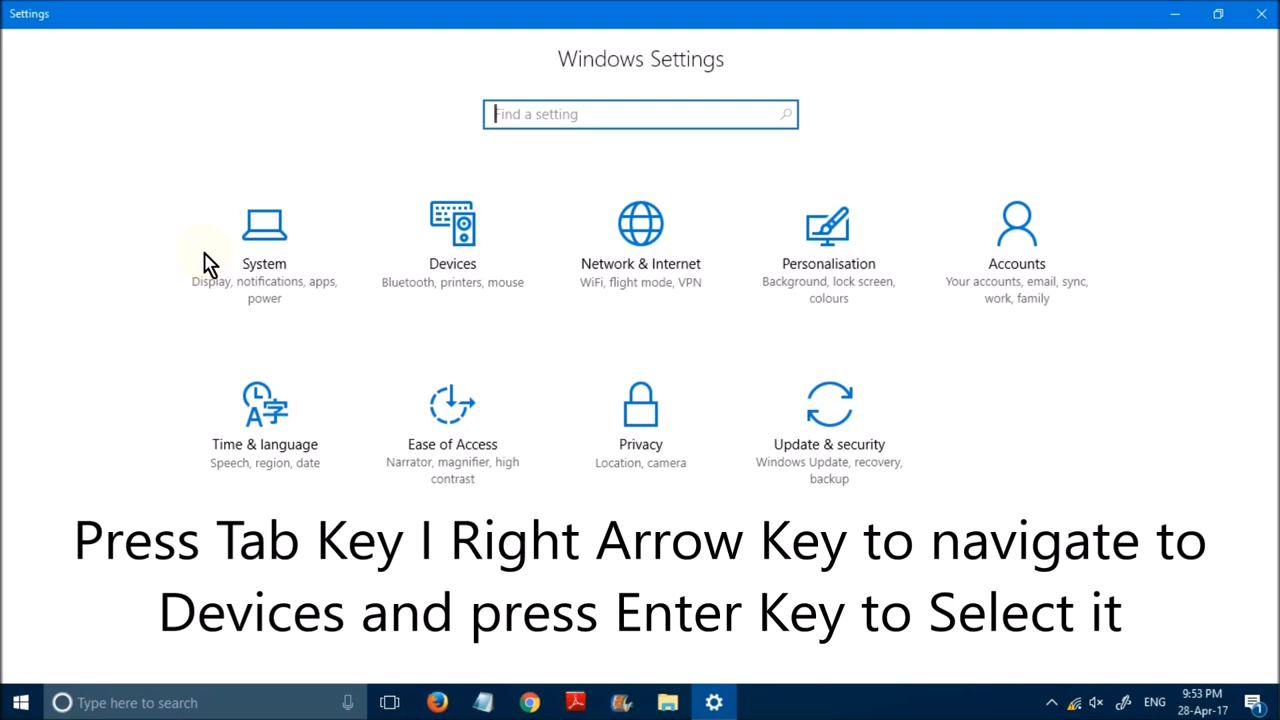 Settings
Windows Settings
Find a setting
System
Display, notifications, apps,
power
Devices
Bluetooth, printers, mouse
Network & Internet
WiFi, flight mode, VPN
Personalisation
Background, lock screen,
colours
Accounts
Your accounts, email, sync,
work, family
Time & language
Speech, region, date
Ease of Access
Narrator, magnifier, high
contrast
Privacy
Location, camera
Update & security
Windows Update, recovery,
backup
Press Tab Key I Right Arrow Key to navigate to
Devices and press Enter Key to Select it
Type here to search
ENG
9:53 PM
28-Apr-17
1